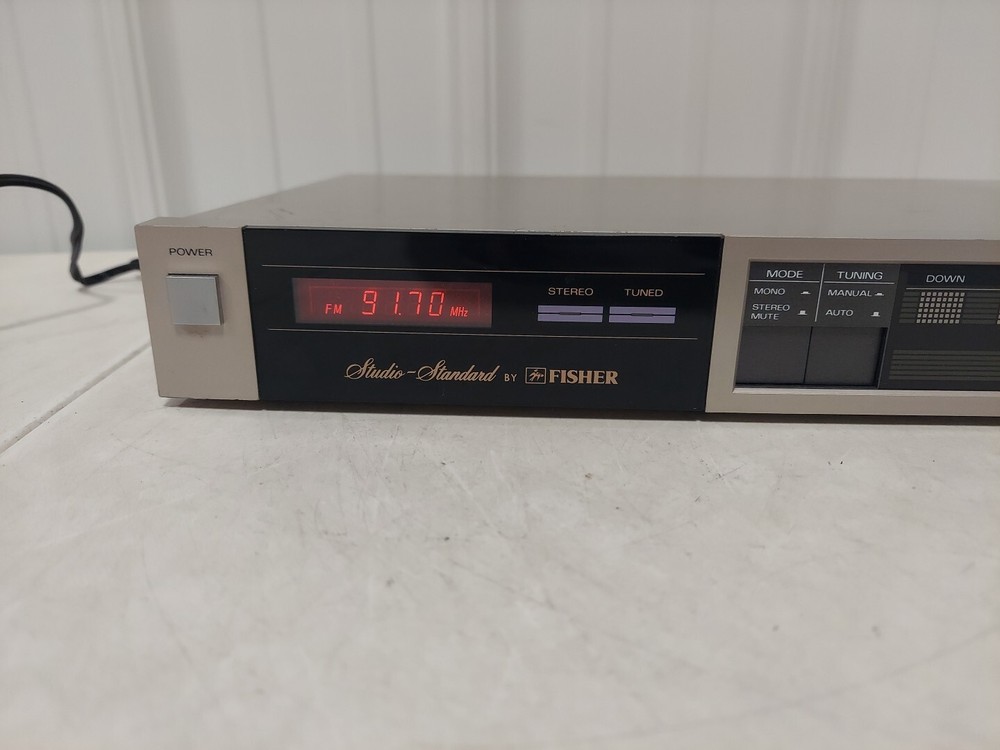 POWER
FM 91.70 MHz
STEREO TUNED
Studio-Standard BY FISHER
MODE TUNING
MONO MANUAL
STEREO MUTE AUTO
DOWN